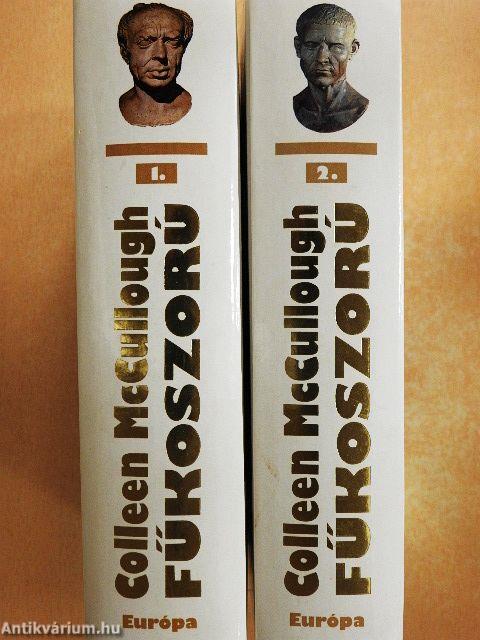 1.
Colleen McCullough
FŰKOSZORÚ
Európa
2.
Colleen McCullough
FŰKOSZORÚ
Európa
Antikvárium.hu